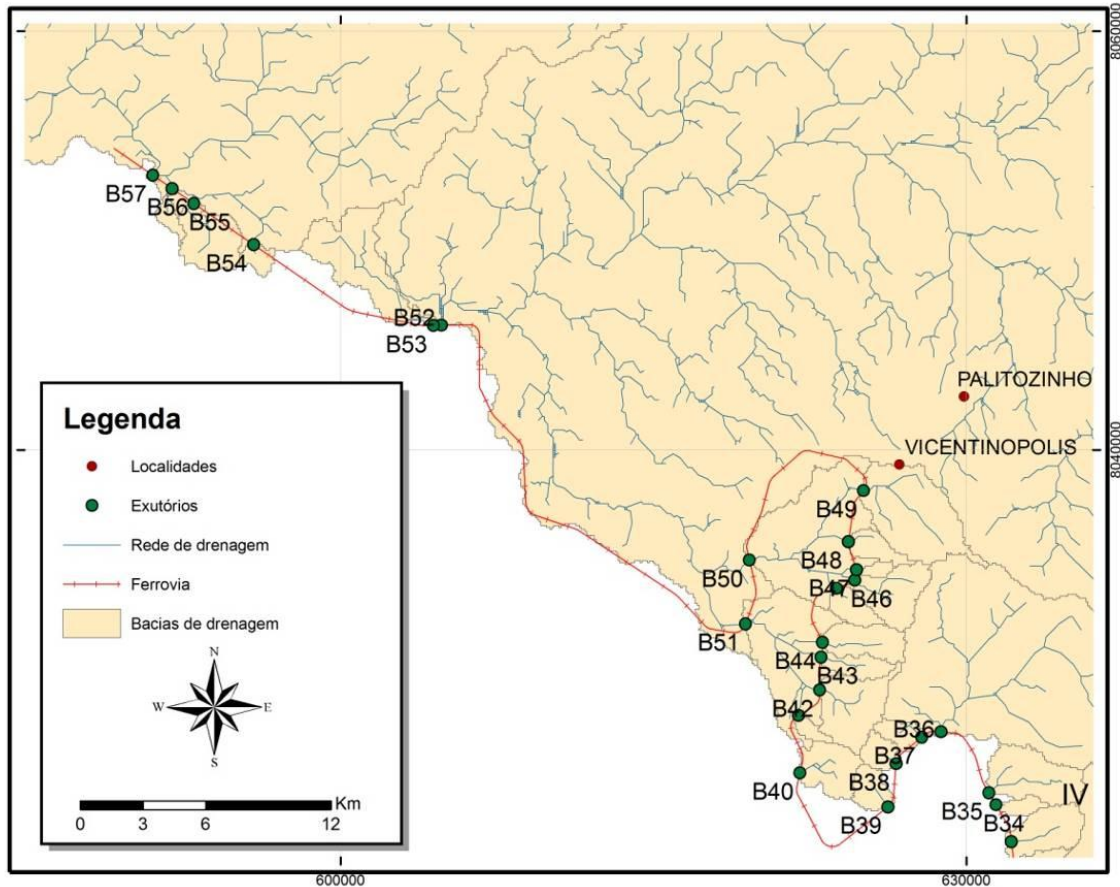 8060000
B57
B56
B55
B54
B52
B53
PALITOZINHO
8040000
VICENTINOPOLIS
B49
B48
B50
B47
B46
B51
B44
B43
B42
B36
B37
B40
B38
B39
B35
IV
B34
Legenda
Localidades
Exutórios
Rede de drenagem
Ferrovia
Bacias de drenagem
N
W
E
S
Km
0 3 6 12
600000
630000